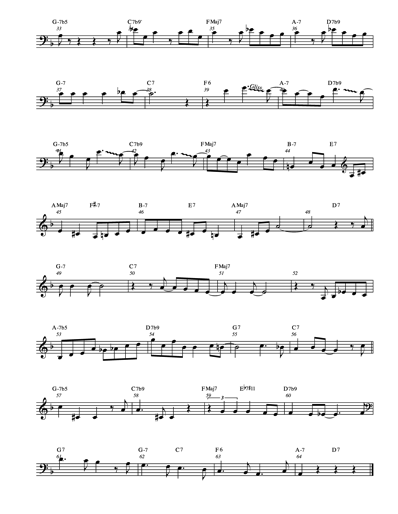 G-7b5 C7b9 FMaj7 A-7 D7b9
33 34 35 36
G-7 C7 F6 A-7 D7b9
37 38 39 Gliss.
G-7b5 C7b9 FMaj7 B-7 E7
41 42 43 44
AMaj7 F#-7 B-7 E7 AMaj7 D7
45 46 47 48
G-7 C7 FMaj7
49 50 51 52
A-7b5 D7b9 G7 C7
53 54 55 56
G-7b5 C7b9 FMaj7 D7b9
57 58 59 3 60
G7 G-7 C7 F6 A-7 D7
61 62 63 64